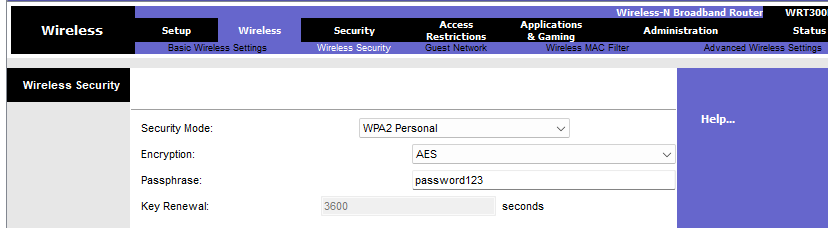 Wireless-N Broadband Router WRT300
Wireless Setup Wireless Security Access Restrictions Applications & Gaming Administration Status
Basic Wireless Settings Wireless Security Guest Network Wireless MAC Filter Advanced Wireless Settings
Wireless Security
Help...
Security Mode: WPA2 Personal
Encryption: AES
Passphrase: password123
Key Renewal: 3600 seconds